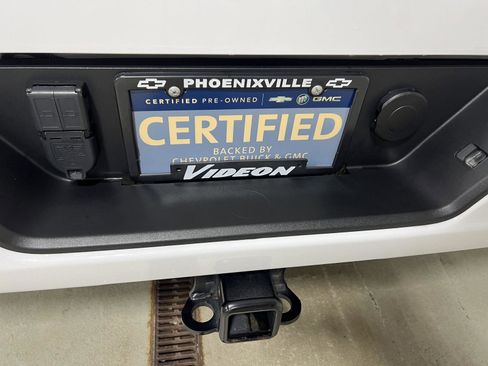 PHOENIXVILLE
CERTIFIED PRE-OWNED GMC
CERTIFIED
BACKED BY
CHEVROLET BUICK & GMC
VIDEON